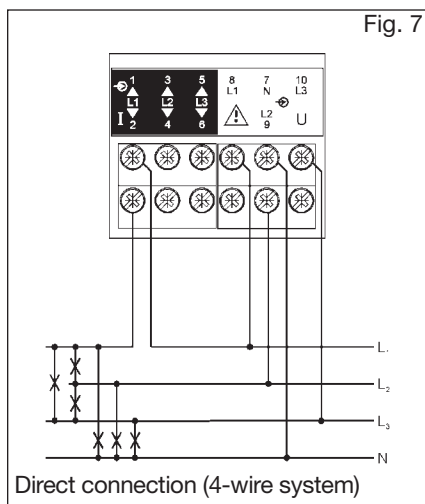 Fig. 7
1 3 5 8 7 10
L1 N L3
L1 L2 L3
I L2 U
2 4 6 9
L₁
L₂
L₃
N
Direct connection (4-wire system)